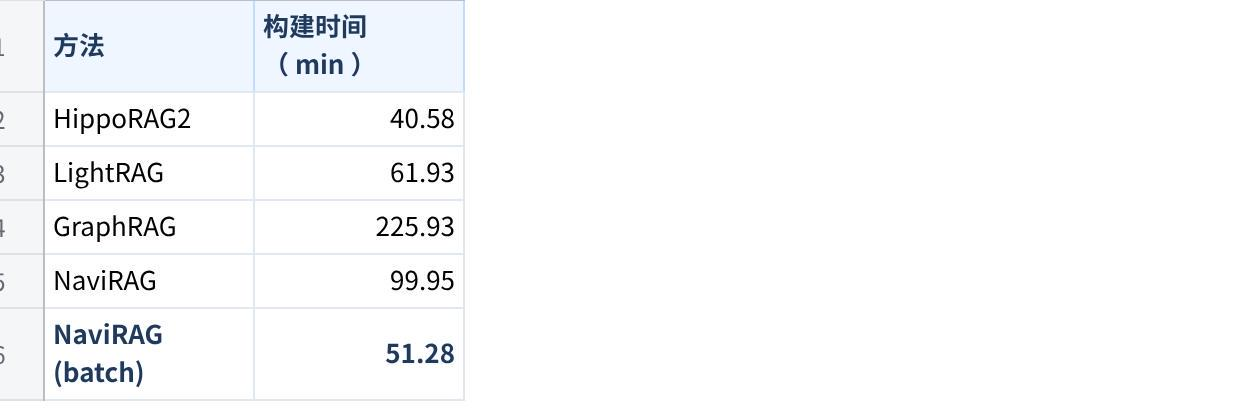 1
方法
构建时间
（ min ）
2
HippoRAG2
40.58
3
LightRAG
61.93
4
GraphRAG
225.93
5
NaviRAG
99.95
6
NaviRAG
(batch)
51.28